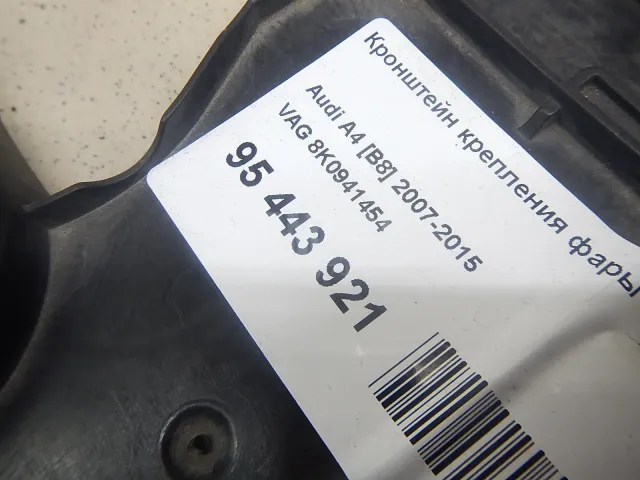 Кронштейн крепления фары
Audi A4 [B8] 2007-2015
VAG 8K0941454
95 443 921